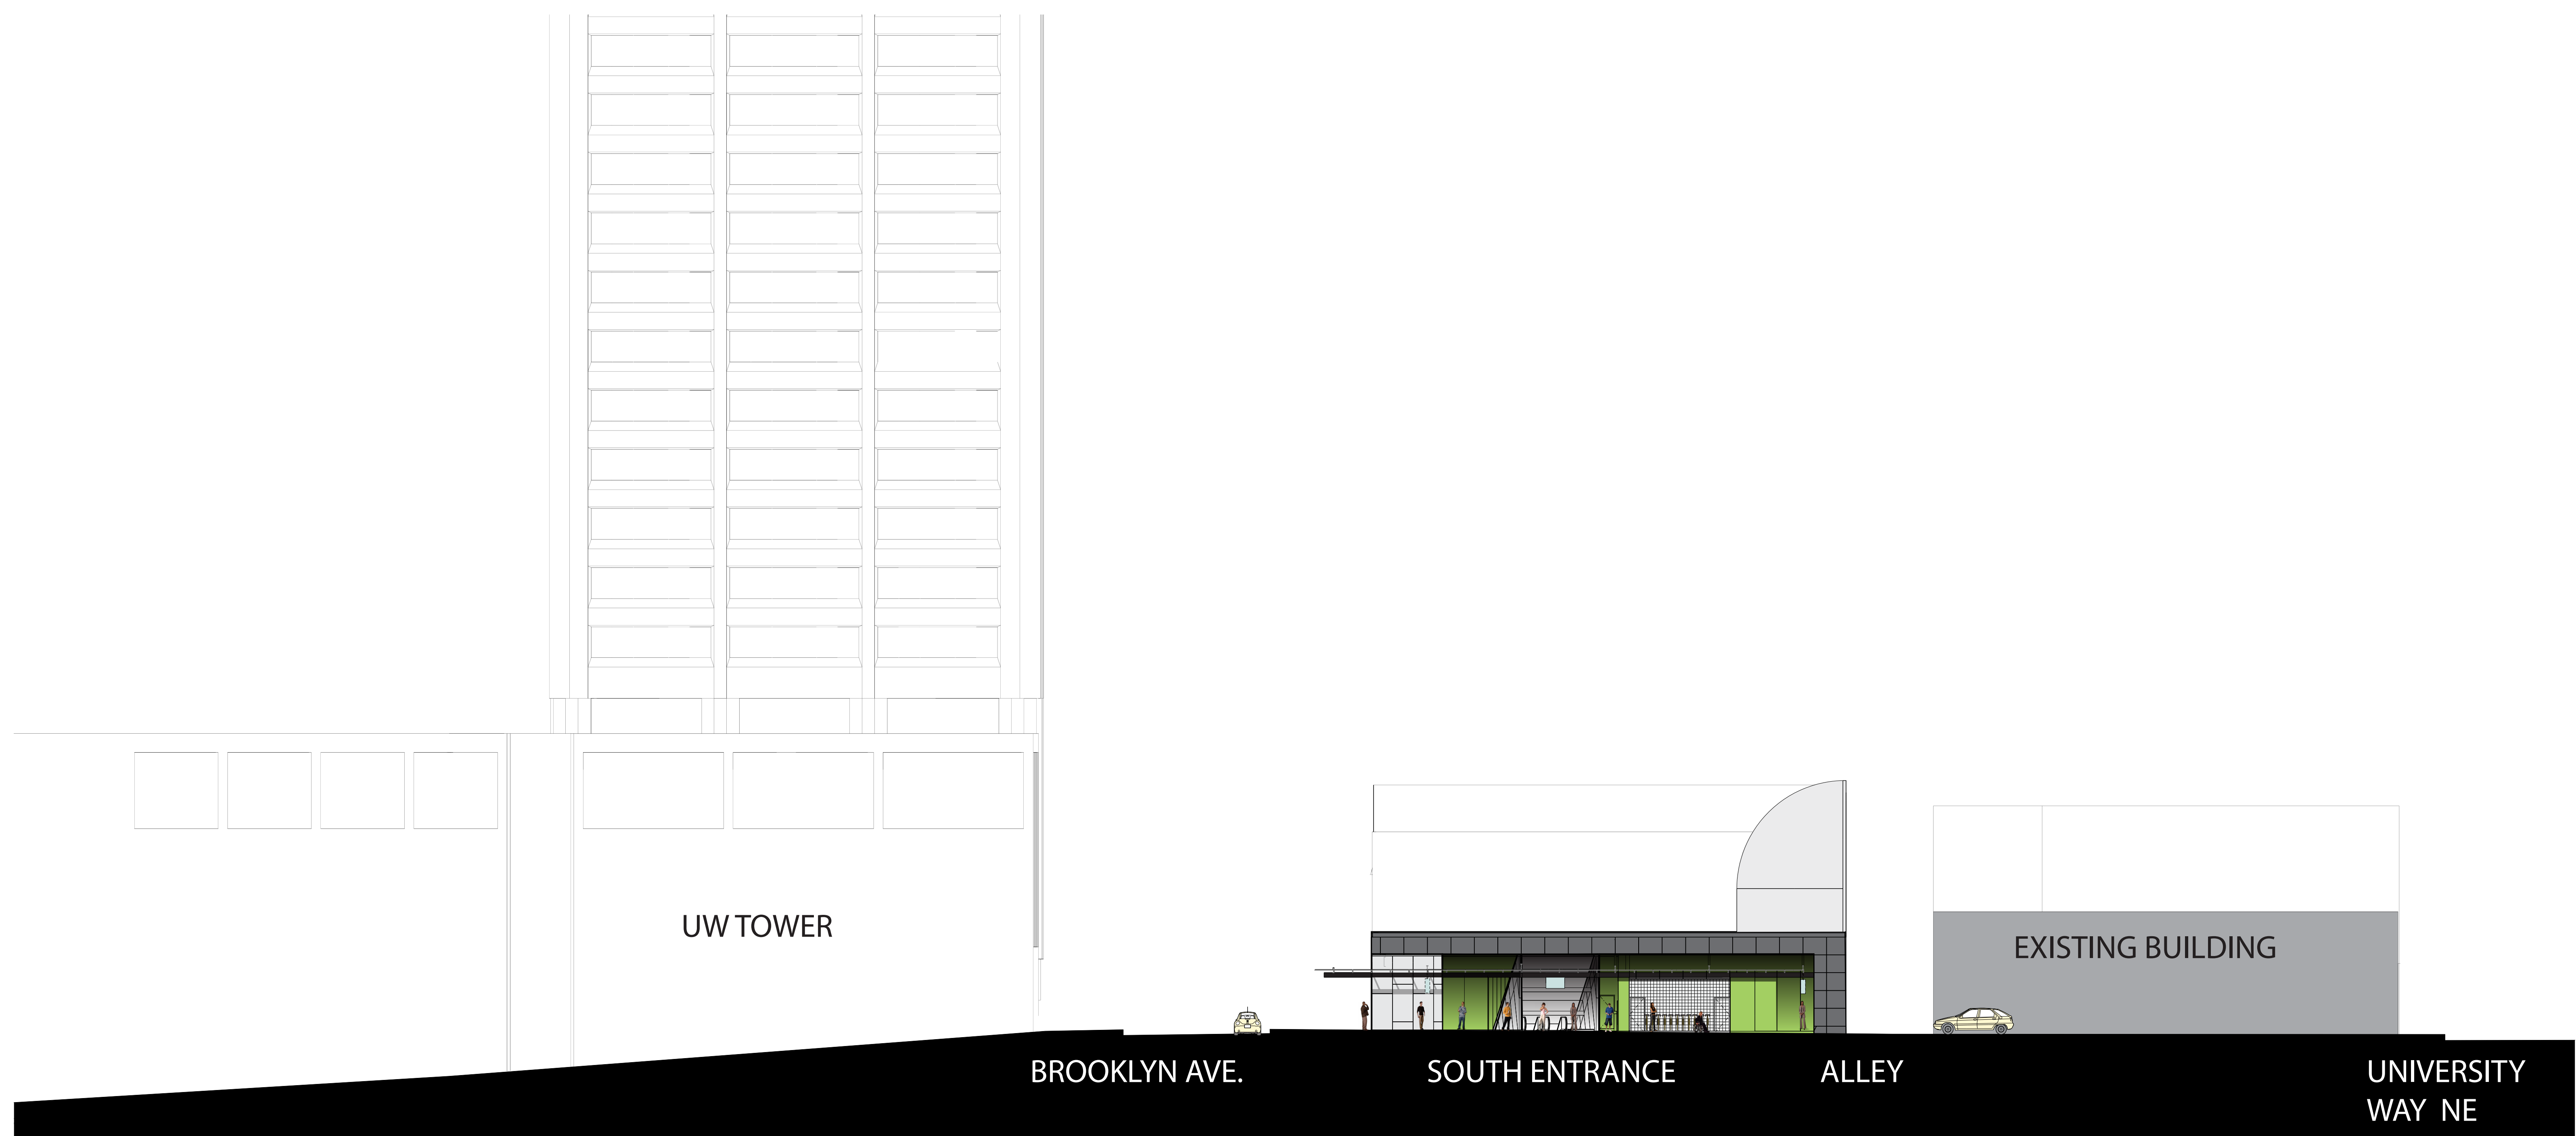 UW TOWER
EXISTING BUILDING
BROOKLYN AVE.
SOUTH ENTRANCE
ALLEY
UNIVERSITY
WAY NE